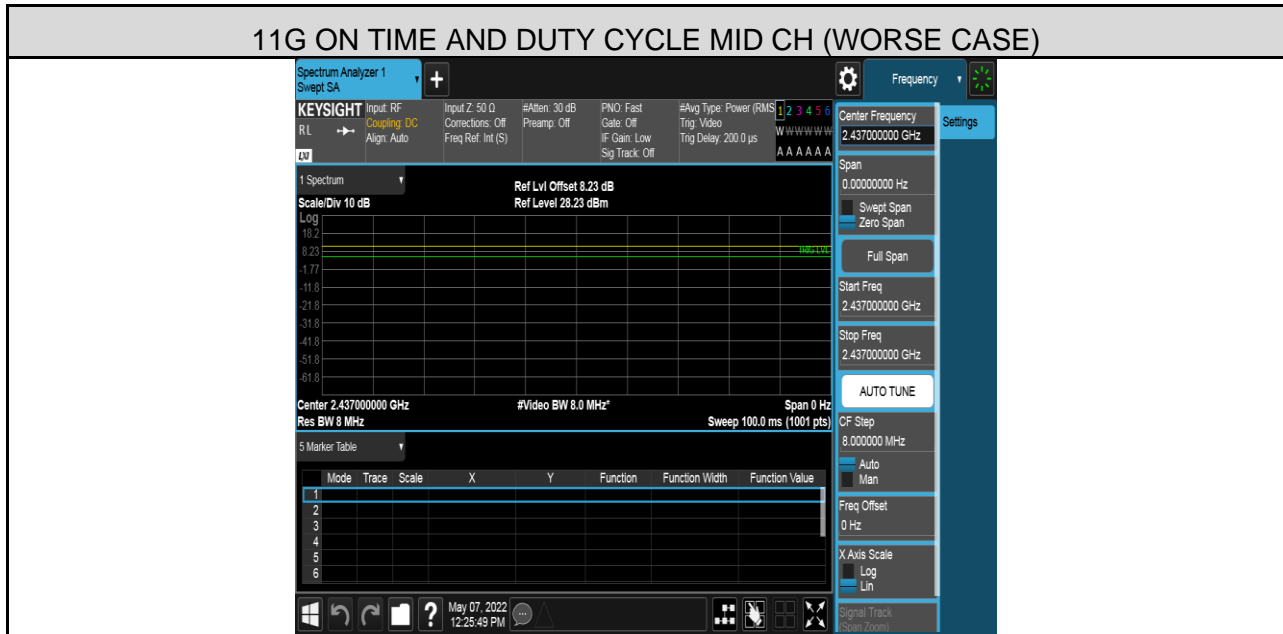 11G ON TIME AND DUTY CYCLE MID CH (WORSE CASE)
Spectrum Analyzer 1
Swept SA
Frequency
KEYSIGHT
RL
LXI
Input: RF
Coupling: DC
Align: Auto
Input Z: 50 Ω
Corrections: Off
Freq Ref: Int (S)
#Atten: 30 dB
Preamp: Off
PNO: Fast
Gate: Off
IF Gain: Low
Sig Track: Off
#Avg Type: Power (RMS
Trig: Video
Trig Delay: 200.0 µs
1 2 3 4 5 6
W W W W W W
A A A A A A
1 Spectrum
Scale/Div 10 dB
Ref Lvl Offset 8.23 dB
Ref Level 28.23 dBm
Log
18.2
8.23
-1.77
-11.8
-21.8
-31.8
-41.8
-51.8
-61.8
TRIG LVL
Center 2.437000000 GHz
#Video BW 8.0 MHz*
Span 0 Hz
Res BW 8 MHz
Sweep 100.0 ms (1001 pts)
5 Marker Table
Mode Trace Scale X Y Function Function Width Function Value
1
2
3
4
5
6
May 07, 2022
12:25:49 PM
Center Frequency
2.437000000 GHz
Settings
Span
0.00000000 Hz
Swept Span
Zero Span
Full Span
Start Freq
2.437000000 GHz
Stop Freq
2.437000000 GHz
AUTO TUNE
CF Step
8.000000 MHz
Auto
Man
Freq Offset
0 Hz
X Axis Scale
Log
Lin
Signal Track
(Span Zoom)